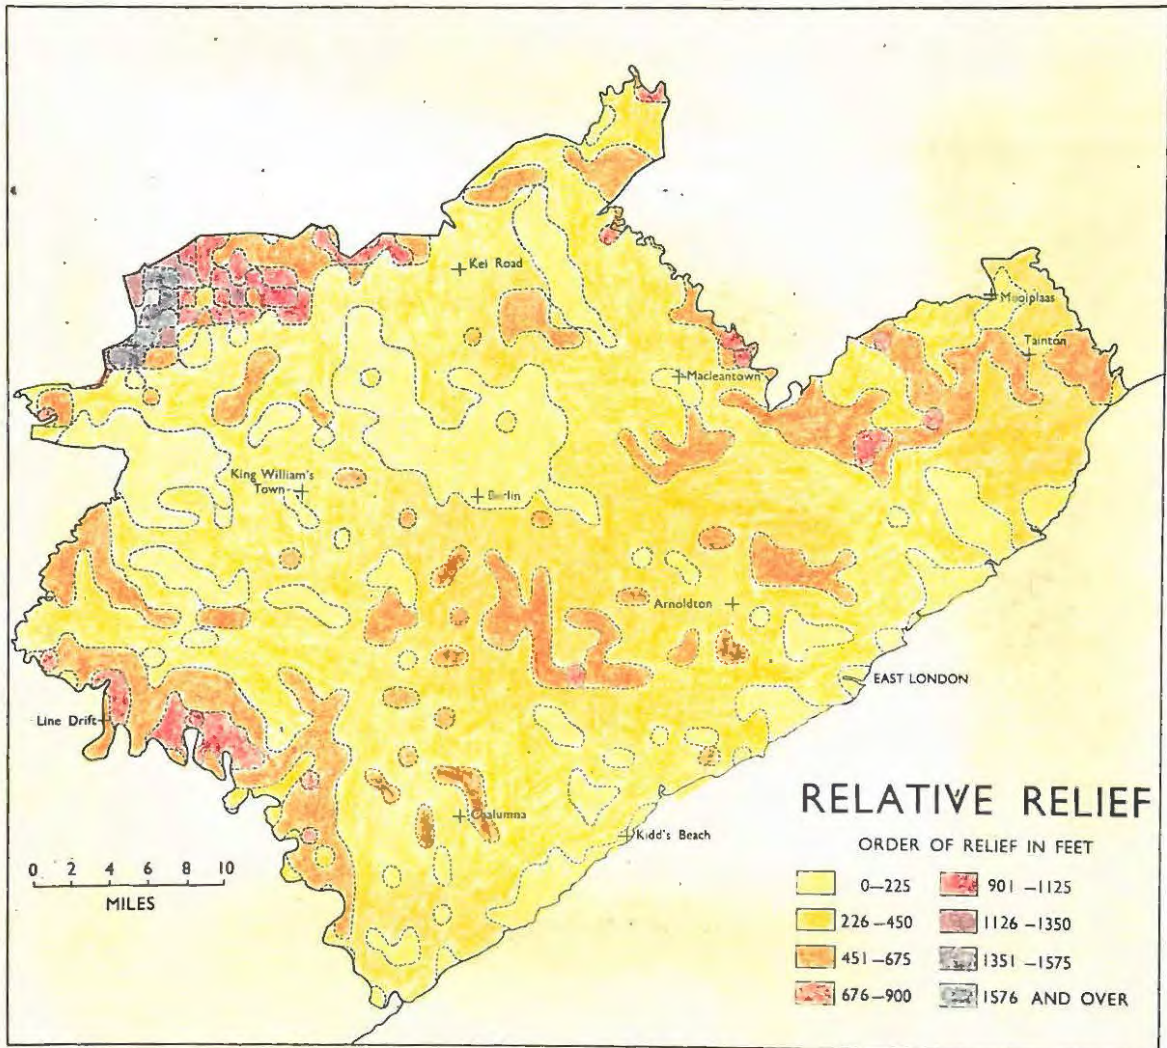 Kei Road
Mooiplaas
Tainton
Macleantown
King William's
Town
Berlin
Arnoldton
EAST LONDON
Line Drift
Chalumna
Kidd's Beach
RELATIVE RELIEF
ORDER OF RELIEF IN FEET
0—225
901—1125
226—450
1126—1350
451—675
1351—1575
676—900
1576 AND OVER
0 2 4 6 8 10
MILES